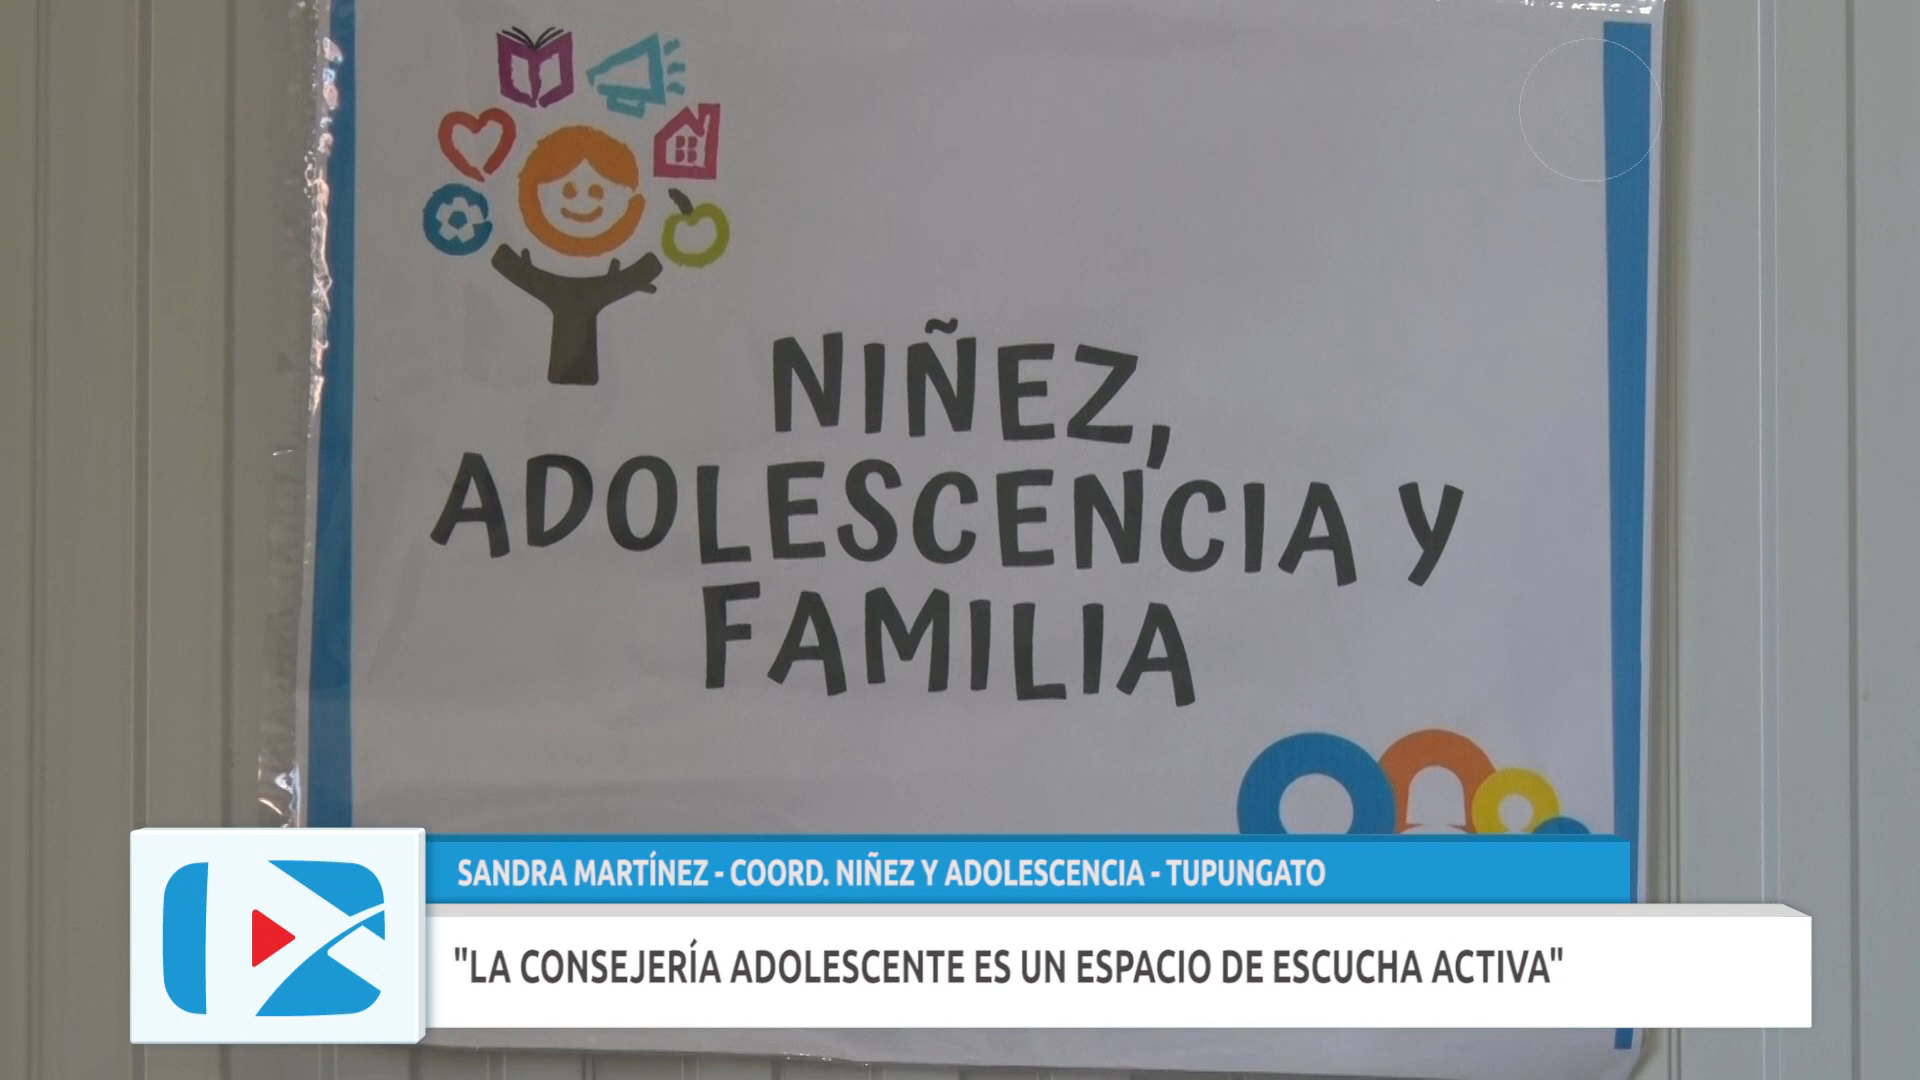 NIÑEZ,
ADOLESCENCIA Y
FAMILIA
SANDRA MARTÍNEZ - COORD. NIÑEZ Y ADOLESCENCIA - TUPUNGATO
"LA CONSEJERÍA ADOLESCENTE ES UN ESPACIO DE ESCUCHA ACTIVA"